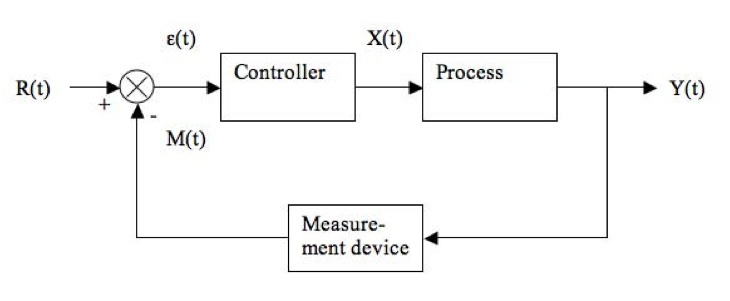 ε(t)
X(t)
Controller
Process
R(t)
Y(t)
+
-
M(t)
Measure-
ment device